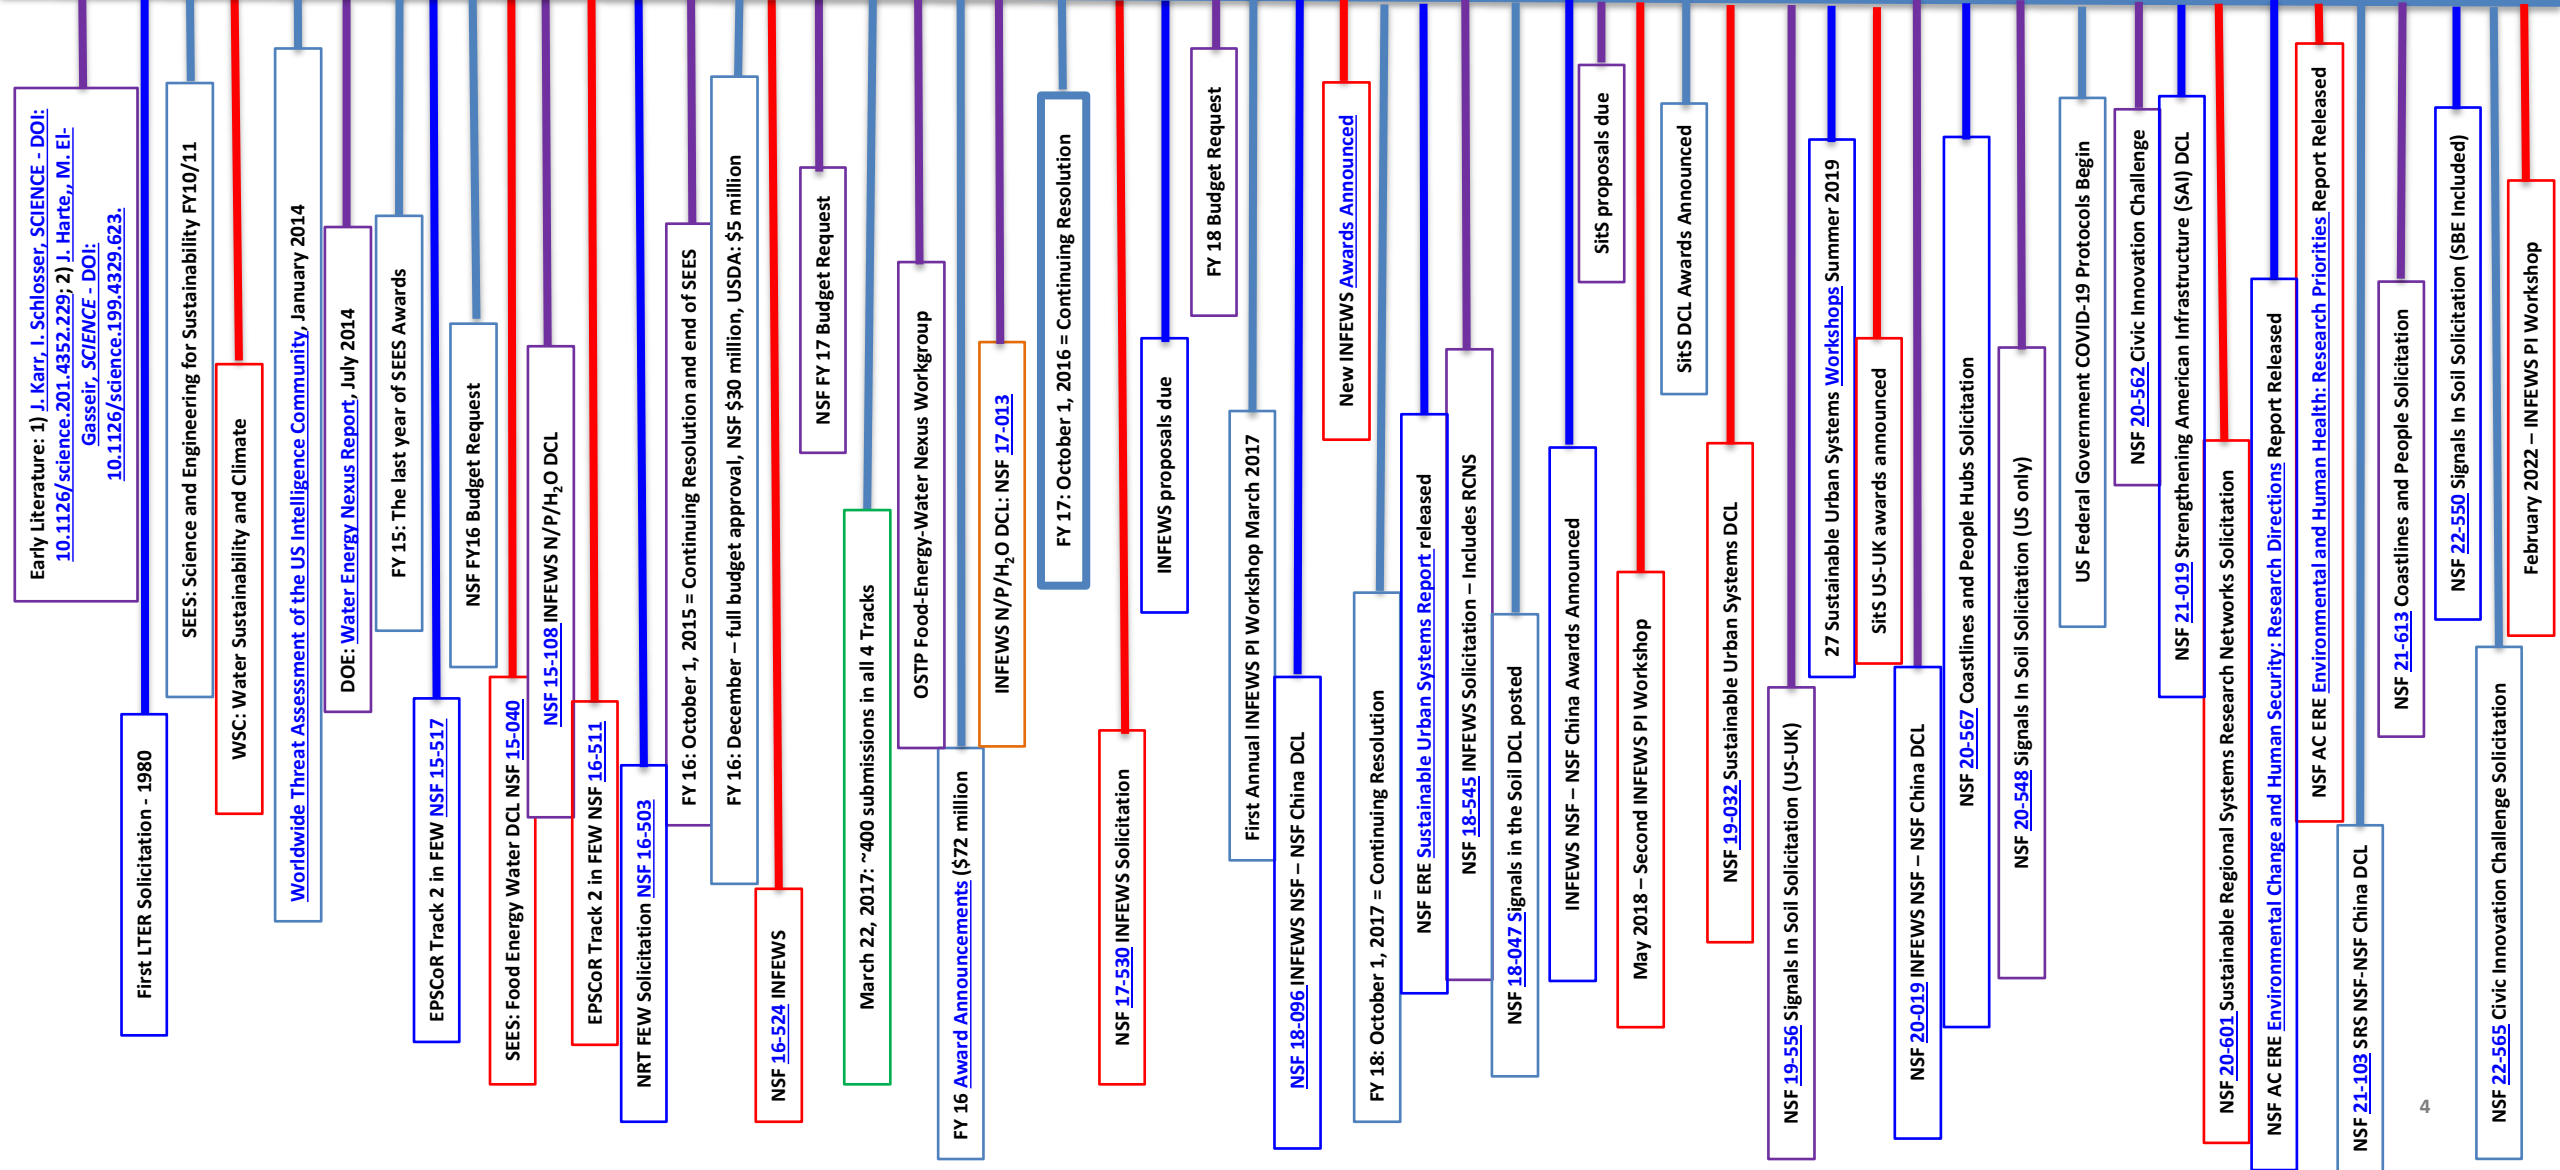 Early Literature: 1) J. Karr, I. Schlosser, SCIENCE - DOI:
10.1126/science.201.4352.229; 2) J. Harte,, M. El-
Gasseir, SCIENCE - DOI:
10.1126/science.199.4329.623.
First LTER Solicitation - 1980
SEES: Science and Engineering for Sustainability FY10/11
WSC: Water Sustainability and Climate
Worldwide Threat Assessment of the US Intelligence Community, January 2014
DOE: Water Energy Nexus Report, July 2014
FY 15: The last year of SEES Awards
EPSCoR Track 2 in FEW NSF 15-517
NSF FY16 Budget Request
SEES: Food Energy Water DCL NSF 15-040
NSF 15-108 INFEWS N/P/H₂O DCL
EPSCoR Track 2 in FEW NSF 16-511
NRT FEW Solicitation NSF 16-503
FY 16: October 1, 2015 = Continuing Resolution and end of SEES
FY 16: December – full budget approval, NSF $30 million, USDA: $5 million
NSF 16-524 INFEWS
NSF FY 17 Budget Request
March 22, 2017: ~400 submissions in all 4 Tracks
OSTP Food-Energy-Water Nexus Workgroup
FY 16 Award Announcements ($72 million
INFEWS N/P/H₂O DCL: NSF 17-013
FY 17: October 1, 2016 = Continuing Resolution
NSF 17-530 INFEWS Solicitation
INFEWS proposals due
FY 18 Budget Request
First Annual INFEWS PI Workshop March 2017
NSF 18-096 INFEWS NSF – NSF China DCL
New INFEWS Awards Announced
FY 18: October 1, 2017 = Continuing Resolution
NSF ERE Sustainable Urban Systems Report released
NSF 18-545 INFEWS Solicitation – Includes RCNS
NSF 18-047 Signals in the Soil DCL posted
INFEWS NSF – NSF China Awards Announced
SitS proposals due
May 2018 – Second INFEWS PI Workshop
SitS DCL Awards Announced
NSF 19-032 Sustainable Urban Systems DCL
NSF 19-556 Signals In Soil Solicitation (US-UK)
27 Sustainable Urban Systems Workshops Summer 2019
SitS US-UK awards announced
NSF 20-019 INFEWS NSF – NSF China DCL
NSF 20-567 Coastlines and People Hubs Solicitation
NSF 20-548 Signals In Soil Solicitation (US only)
US Federal Government COVID-19 Protocols Begin
NSF 20-562 Civic Innovation Challenge
NSF 21-019 Strengthening American Infrastructure (SAI) DCL
NSF 20-601 Sustainable Regional Systems Research Networks Solicitation
NSF AC ERE Environmental Change and Human Security: Research Directions Report Released
NSF AC ERE Environmental and Human Health: Research Priorities Report Released
NSF 21-103 SRS NSF-NSF China DCL
NSF 21-613 Coastlines and People Solicitation
NSF 22-550 Signals In Soil Solicitation (SBE Included)
NSF 22-565 Civic Innovation Challenge Solicitation
February 2022 – INFEWS PI Workshop
4